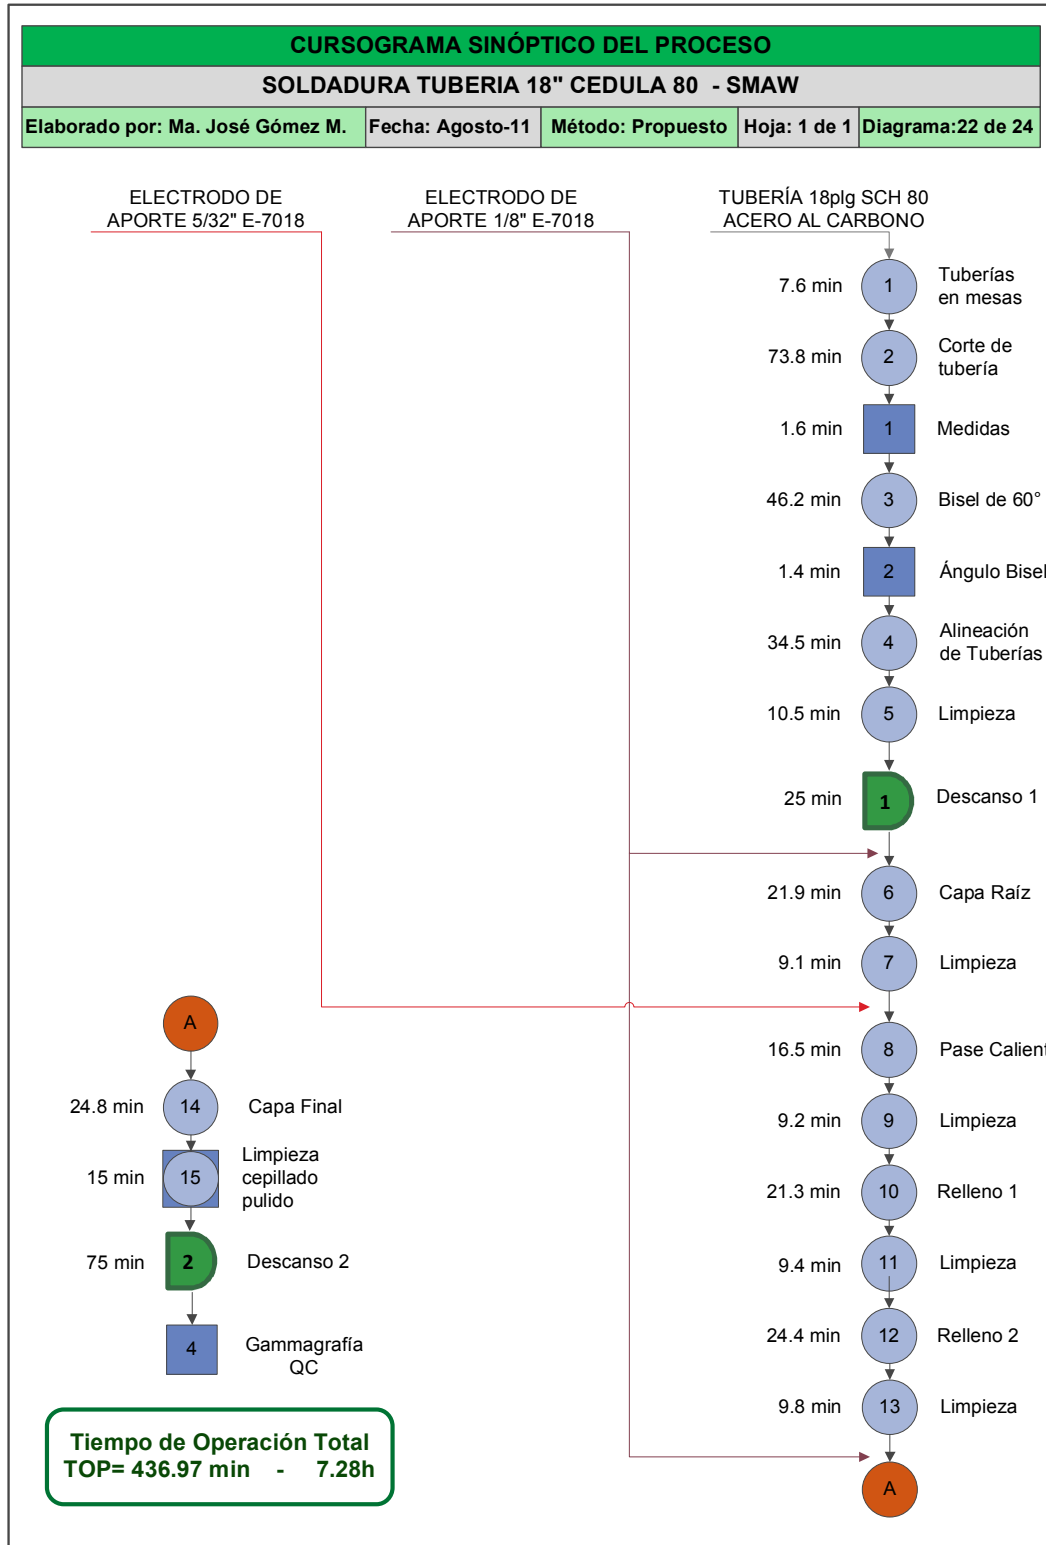 CURSOGRAMA SINÓPTICO DEL PROCESO
SOLDADURA TUBERIA 18" CEDULA 80 - SMAW
Elaborado por: Ma. José Gómez M. Fecha: Agosto-11 Método: Propuesto Hoja: 1 de 1 Diagrama:22 de 24
ELECTRODO DE
APORTE 5/32" E-7018
ELECTRODO DE
APORTE 1/8" E-7018
TUBERÍA 18plg SCH 80
ACERO AL CARBONO
7.6 min 1 Tuberías
en mesas
73.8 min 2 Corte de
tubería
1.6 min 1 Medidas
46.2 min 3 Bisel de 60°
1.4 min 2 Ángulo Bisel
34.5 min 4 Alineación
de Tuberías
10.5 min 5 Limpieza
25 min 1 Descanso 1
21.9 min 6 Capa Raíz
9.1 min 7 Limpieza
16.5 min 8 Pase Calient
9.2 min 9 Limpieza
21.3 min 10 Relleno 1
9.4 min 11 Limpieza
24.4 min 12 Relleno 2
9.8 min 13 Limpieza
A
A
24.8 min 14 Capa Final
15 min 15 Limpieza
cepillado
pulido
75 min 2 Descanso 2
4 Gammagrafía
QC
Tiempo de Operación Total
TOP= 436.97 min - 7.28h